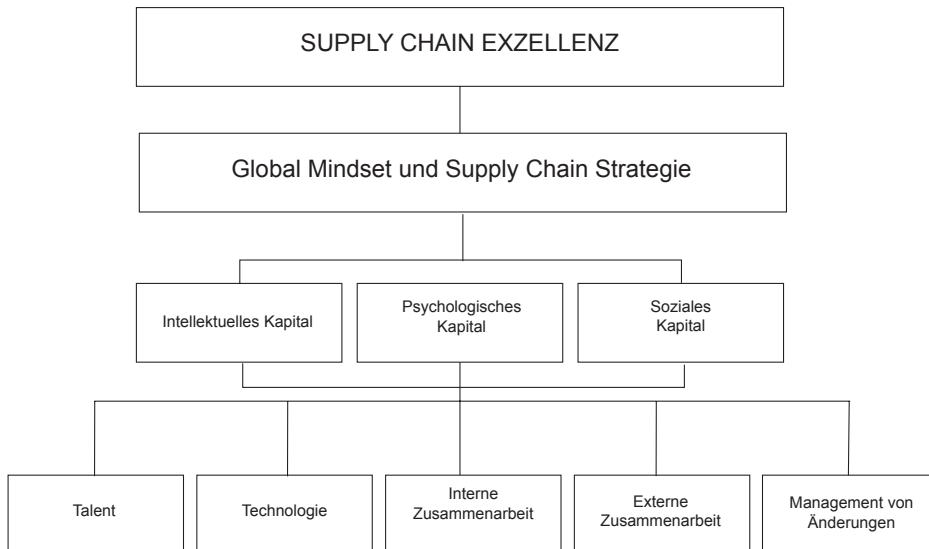 SUPPLY CHAIN EXZELLENZ
Global Mindset und Supply Chain Strategie
Intellektuelles Kapital
Psychologisches
Kapital
Soziales
Kapital
Talent
Technologie
Interne
Zusammenarbeit
Externe
Zusammenarbeit
Management von
Änderungen